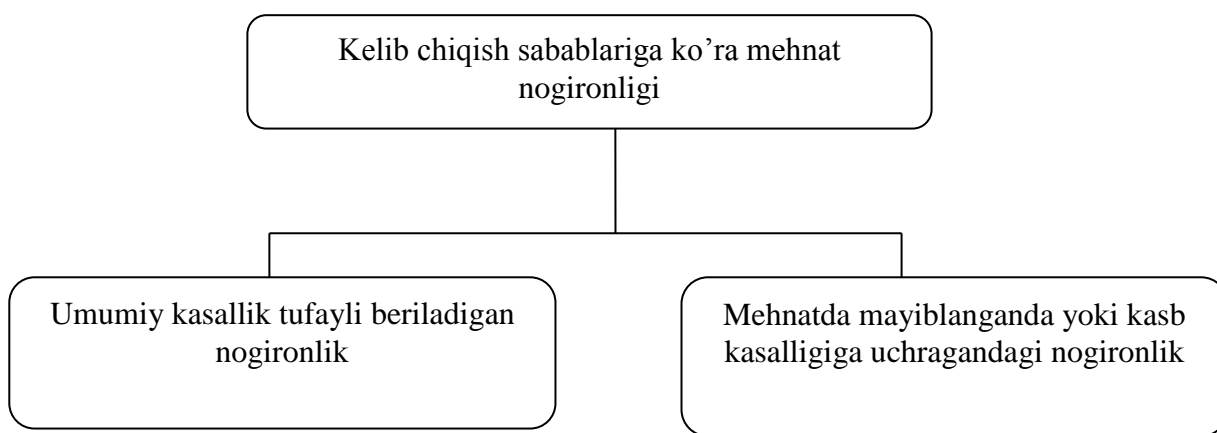 Kelib chiqish sabablariga ko’ra mehnat
nogironligi
Umumiy kasallik tufayli beriladigan
nogironlik
Mehnatda mayiblanganda yoki kasb
kasalligiga uchragandagi nogironlik